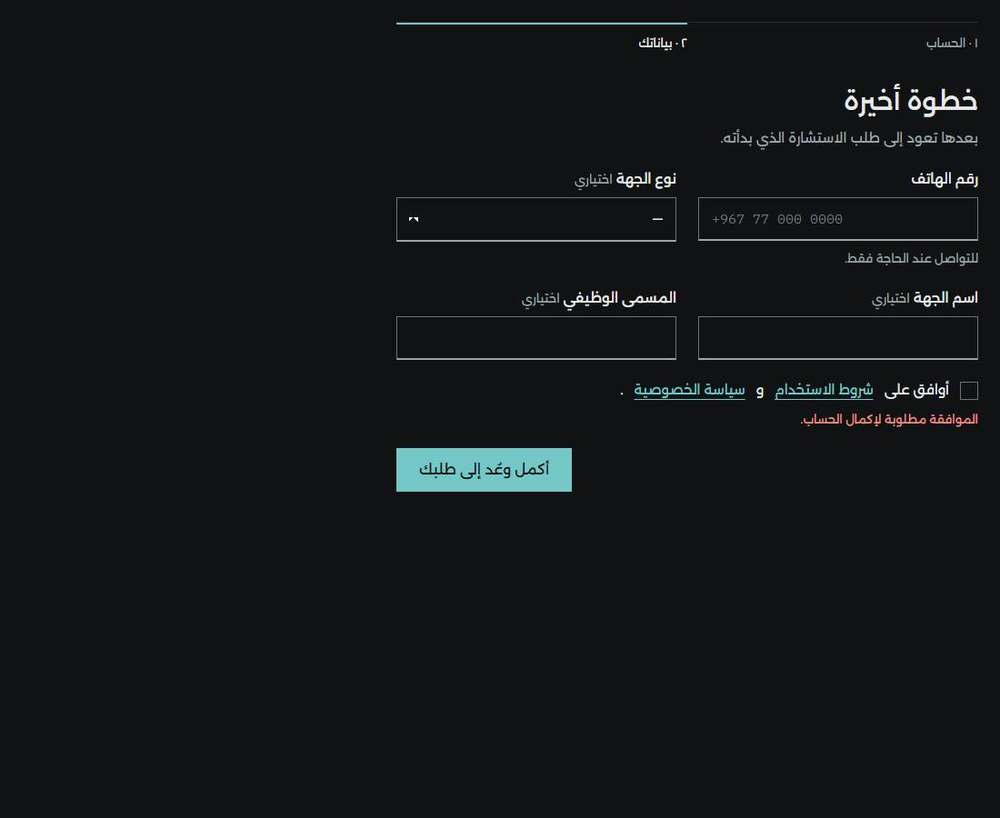 ١ · الحساب
٢ · بياناتك
خطوة أخيرة
بعدها تعود إلى طلب الاستشارة الذي بدأته.
رقم الهاتف
+967 77 000 0000
للتواصل عند الحاجة فقط.
نوع الجهة اختياري
—
اسم الجهة اختياري
المسمى الوظيفي اختياري
أوافق على شروط الاستخدام و سياسة الخصوصية .
الموافقة مطلوبة لإكمال الحساب.
أكمل وعُد إلى طلبك